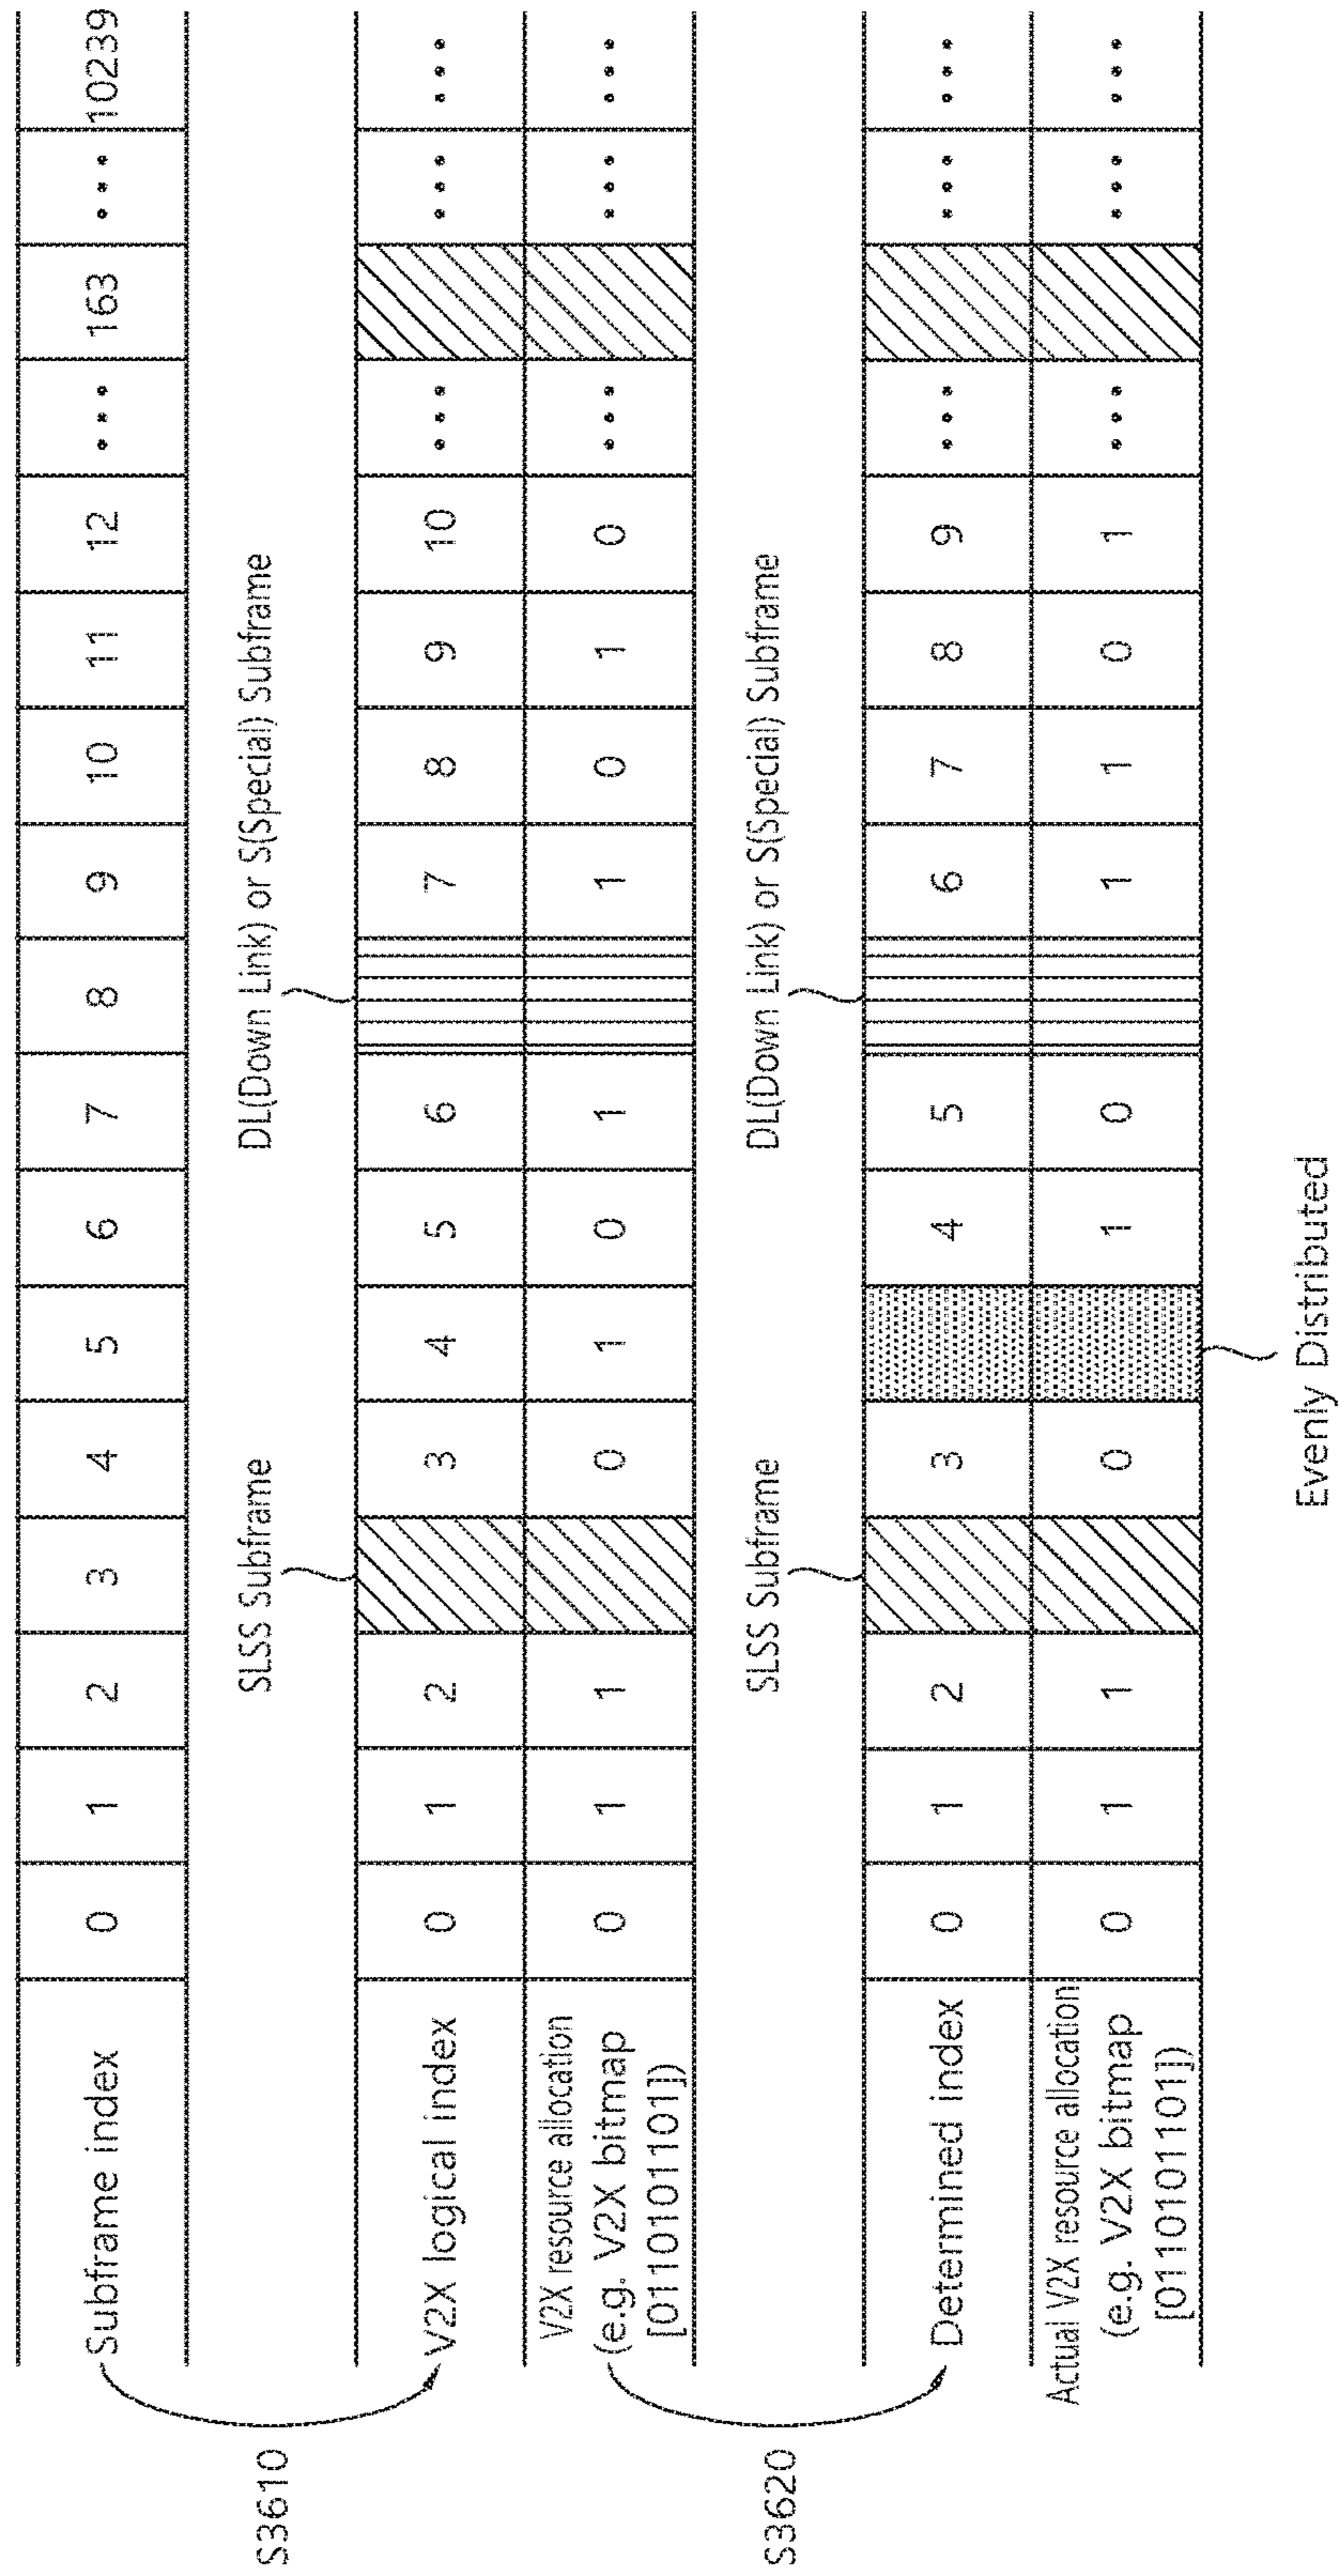 Subframe index 0 1 2 3 4 5 6 7 8 9 10 11 12 ••• 163 ••• 10239
S3610
SLSS Subframe DL(Down Link) or S(Special) Subframe
V2X logical index 0 1 2 3 4 5 6 7 8 9 10 ••• ••• •••
V2X resource allocation
(e.g. V2X bitmap
[0110101101])
0 1 1 0 1 0 1 1 0 1 0 ••• ••• •••
S3620
SLSS Subframe DL(Down Link) or S(Special) Subframe
Determined index 0 1 2 3 4 5 6 7 8 9 ••• ••• •••
Actual V2X resource allocation
(e.g. V2X bitmap
[0110101101])
0 1 1 0 1 0 1 1 0 1 ••• ••• •••
Evenly Distributed